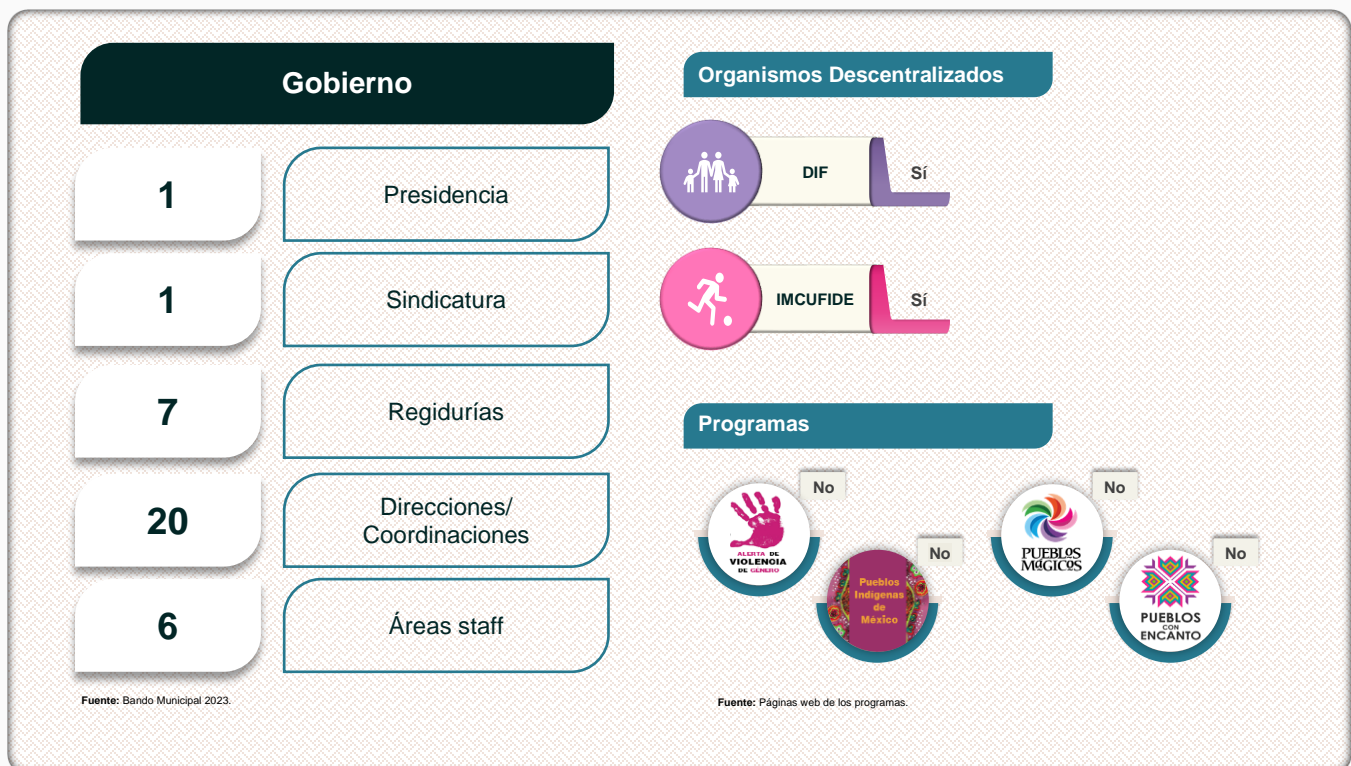 Gobierno
1
Presidencia
1
Sindicatura
7
Regidurías
20
Direcciones/
Coordinaciones
6
Áreas staff
Fuente: Bando Municipal 2023.
Organismos Descentralizados
DIF
Sí
IMCUFIDE
Sí
Programas
No
ALERTA DE
VIOLENCIA
DE GENERO
No
Pueblos
Indígenas
de
México
No
PUEBLOS
MáGICOS
No
PUEBLOS
CON
ENCANTO
Fuente: Páginas web de los programas.